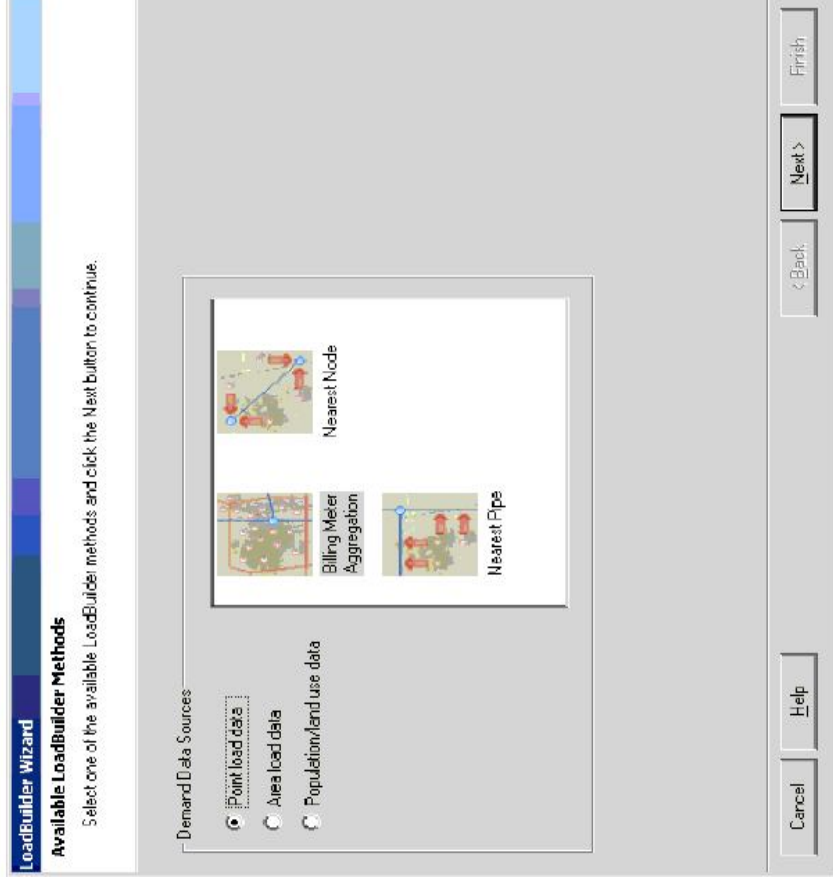 LoadBuilder Wizard
Available LoadBuilder Methods
Select one of the available LoadBuilder methods and click the Next button to continue.
Demand Data Sources
Point load data
Area load data
Population/land use data
Billing Meter
Aggregation
Nearest Node
Nearest Pipe
Cancel
Help
< Back
Next >
Finish